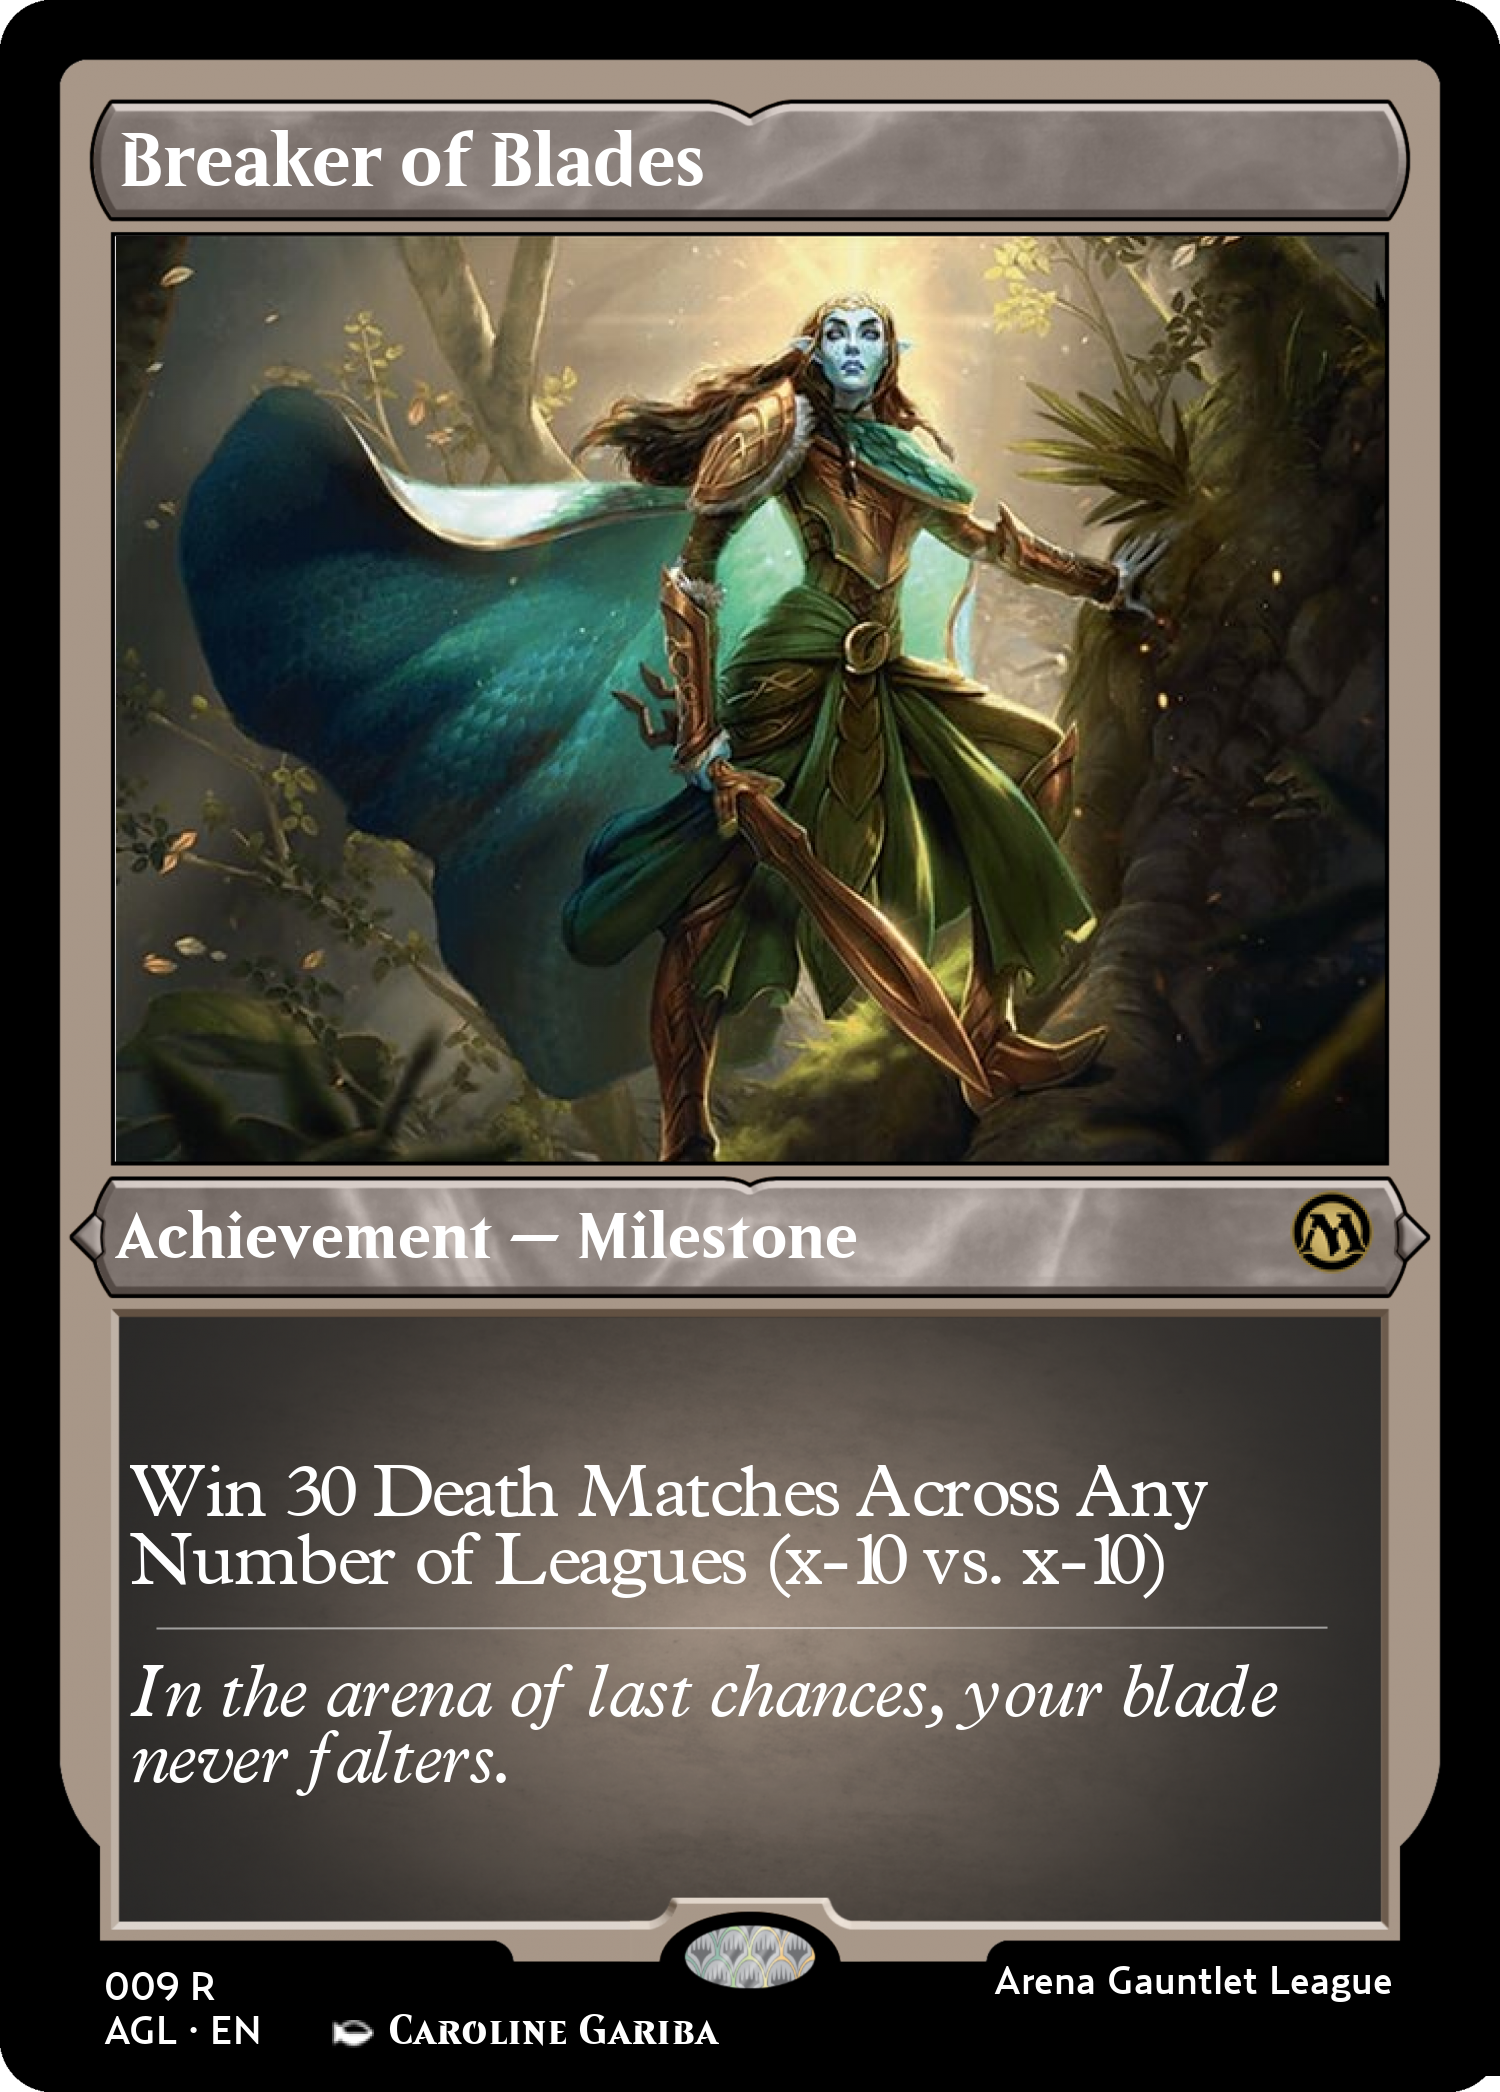 Breaker of Blades
Achievement — Milestone
M
Win 30 Death Matches Across Any
Number of Leagues (x-10 vs. x-10)
In the arena of last chances, your blade
never falters.
009 R
Arena Gauntlet League
AGL · EN CAROLINE GARIBA